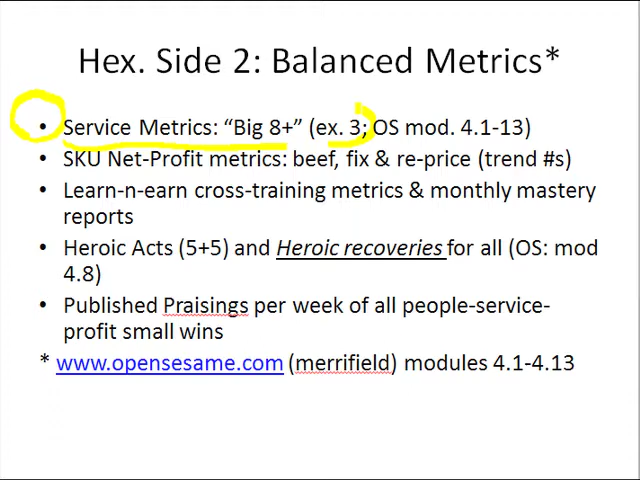 Hex. Side 2: Balanced Metrics*
• Service Metrics: “Big 8+” (ex. 3; OS mod. 4.1-13)
• SKU Net-Profit metrics: beef, fix & re-price (trend #s)
• Learn-n-earn cross-training metrics & monthly mastery
reports
• Heroic Acts (5+5) and Heroic recoveries for all (OS: mod
4.8)
• Published Praisings per week of all people-service-
profit small wins
* www.opensesame.com (merrifield) modules 4.1-4.13